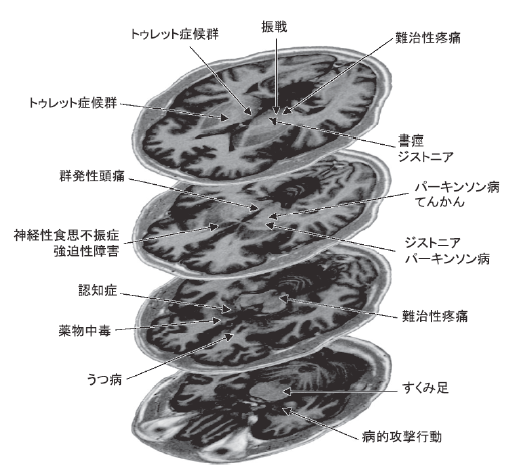 振戦
トゥレット症候群
難治性疼痛
トゥレット症候群
書痙
ジストニア
群発性頭痛
パーキンソン病
てんかん
神経性食思不振症
強迫性障害
ジストニア
パーキンソン病
認知症
難治性疼痛
薬物中毒
うつ病
すくみ足
病的攻撃行動